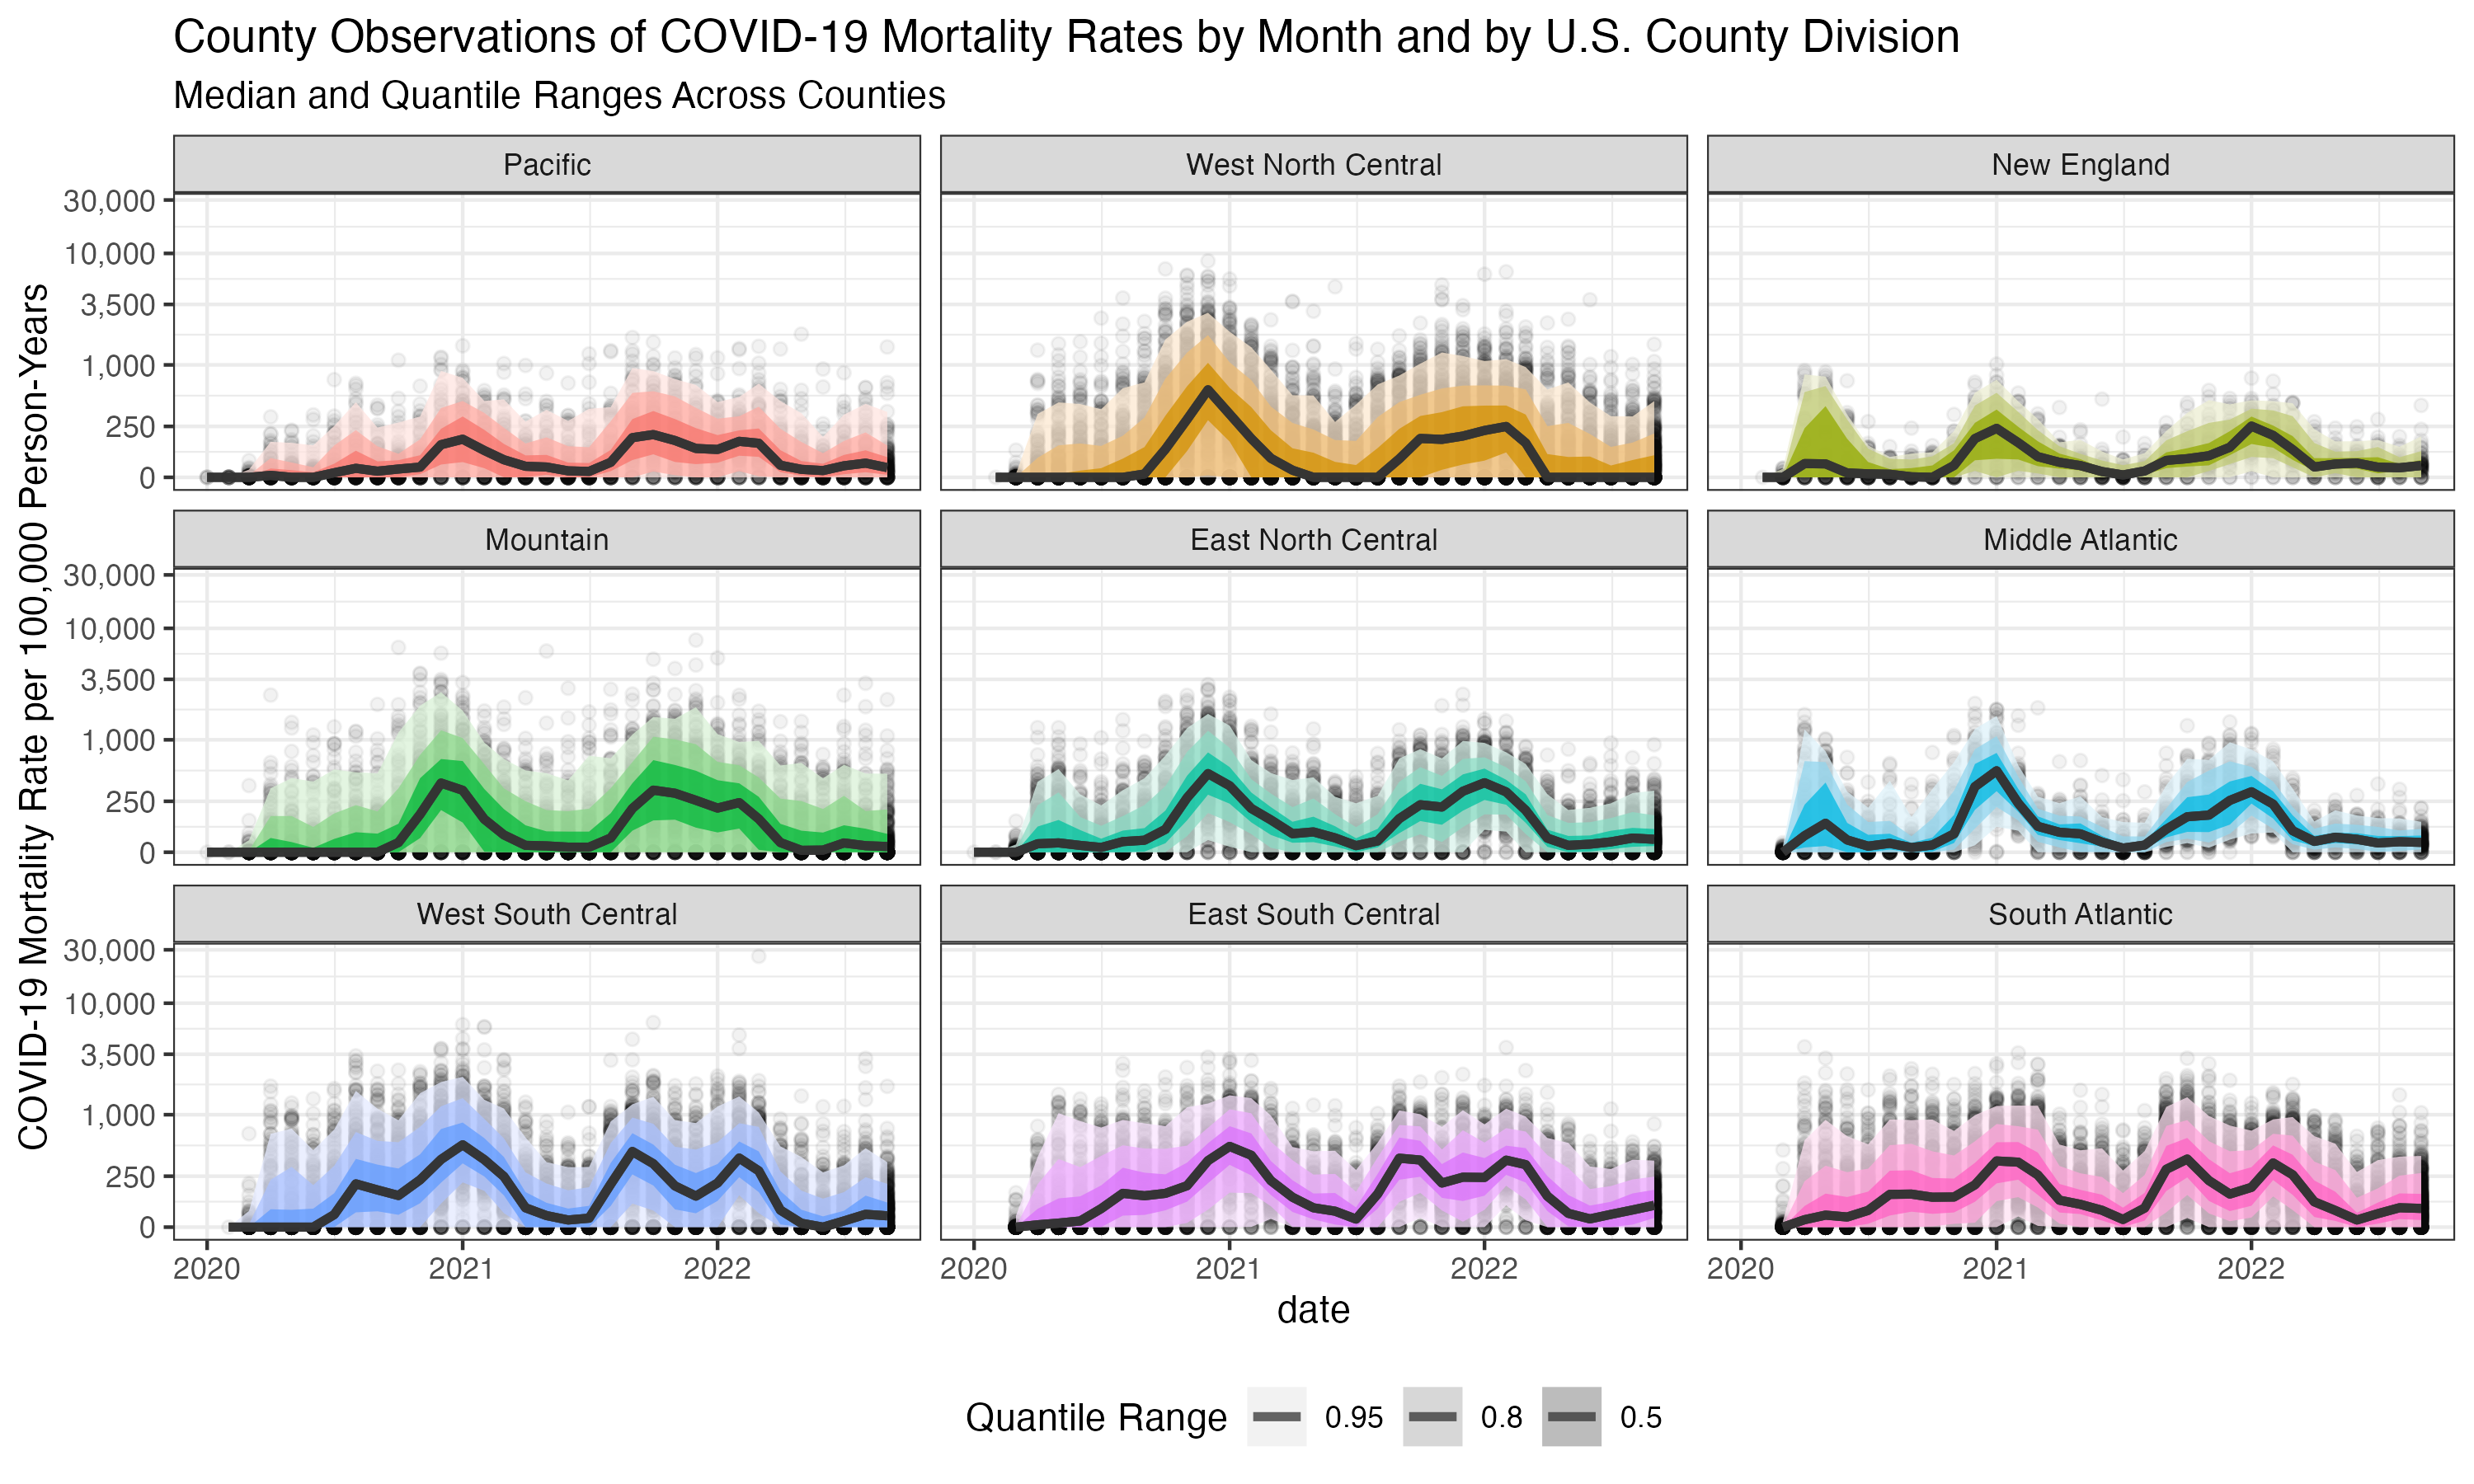 County Observations of COVID-19 Mortality Rates by Month and by U.S. County Division
Median and Quantile Ranges Across Counties
COVID-19 Mortality Rate per 100,000 Person-Years
Pacific
West North Central
New England
30,000
10,000
3,500
1,000
250
0
Mountain
East North Central
Middle Atlantic
30,000
10,000
3,500
1,000
250
0
West South Central
East South Central
South Atlantic
30,000
10,000
3,500
1,000
250
0
2020 2021 2022
2020 2021 2022
2020 2021 2022
date
Quantile Range 0.95 0.8 0.5